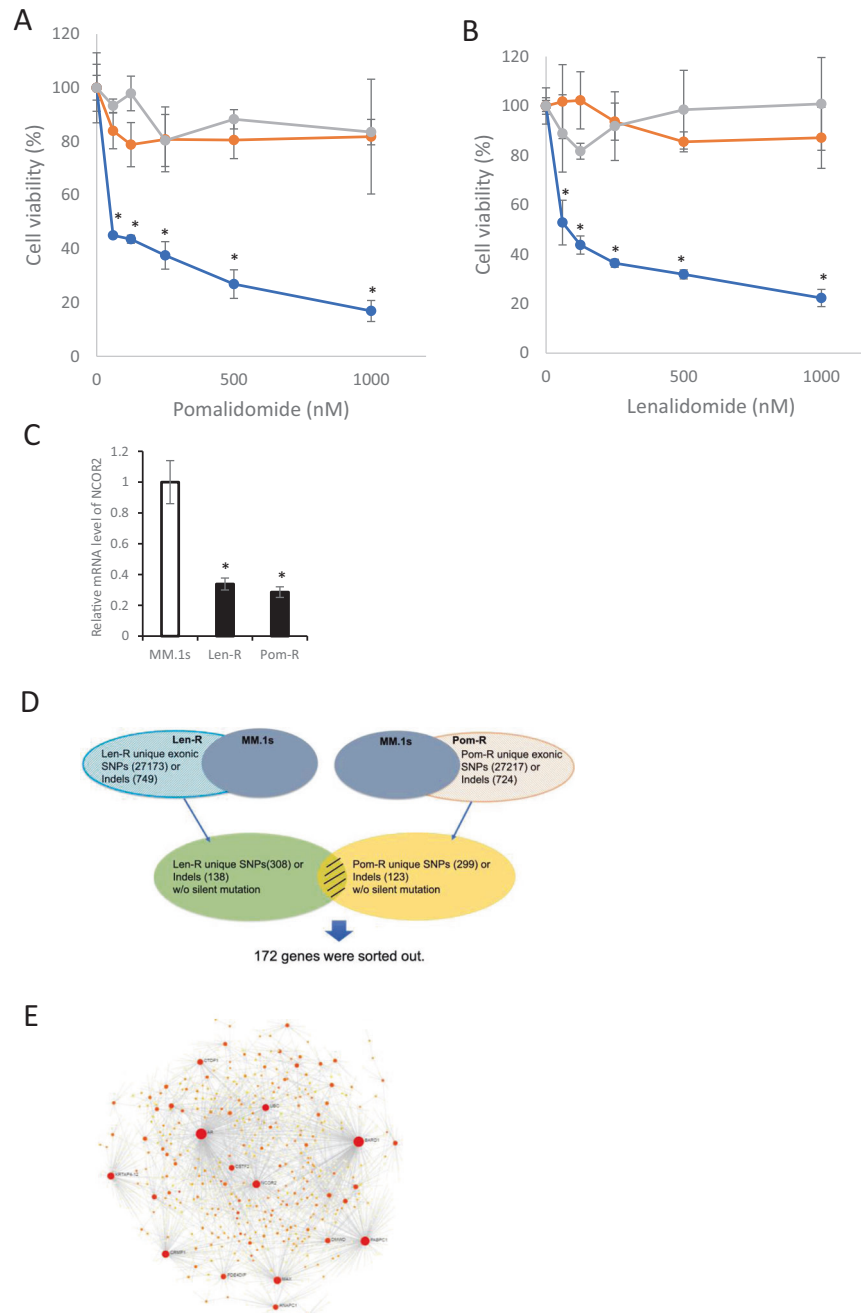 A
120
100
80
60
40
20
0
Cell viability (%)
* * * * *
0 500 1000
Pomalidomide (nM)
B
120
100
80
60
40
20
0
Cell viability (%)
* * * * *
0 500 1000
Lenalidomide (nM)
C
1.2
1
0.8
0.6
0.4
0.2
0
Relative mRNA level of NCOR2
* *
MM.1s Len-R Pom-R
D
Len-R
MM.1s
Len-R unique exonic
SNPs (27173) or
Indels (749)
MM.1s
Pom-R
Pom-R unique exonic
SNPs (27217) or
Indels (724)
Len-R unique SNPs(308) or
Indels (138)
w/o silent mutation
Pom-R unique SNPs (299) or
Indels (123)
w/o silent mutation
172 genes were sorted out.
E
UBC
BARD1
NCOR2
PABPC1